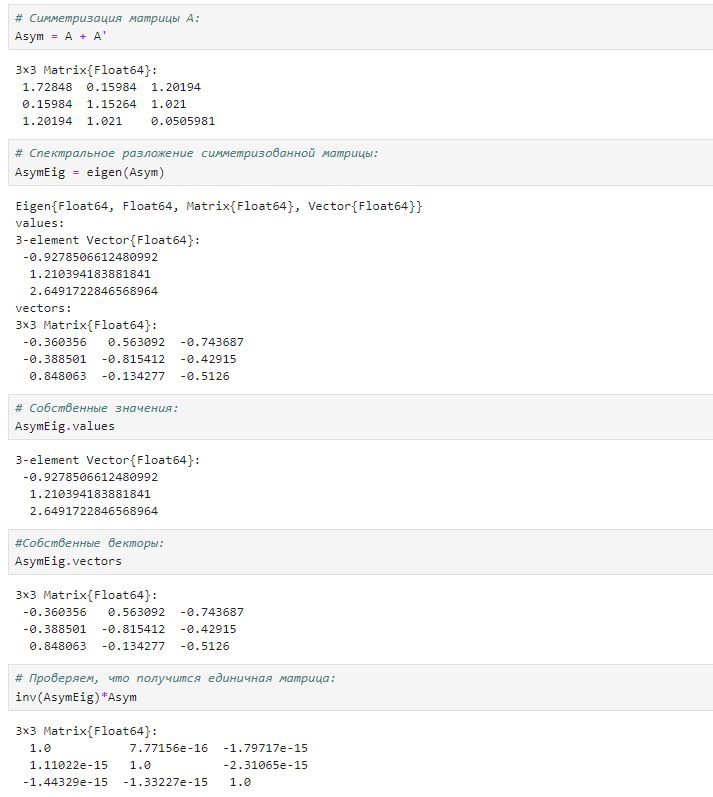 # Симметризация матрицы A:
Asym = A + A'
3×3 Matrix{Float64}:
1.72848 0.15984 1.20194
0.15984 1.15264 1.021
1.20194 1.021 0.0505981
# Спектральное разложение симметризованной матрицы:
AsymEig = eigen(Asym)
Eigen{Float64, Float64, Matrix{Float64}, Vector{Float64}}
values:
3-element Vector{Float64}:
-0.9278506612480992
1.210394183881841
2.6491722846568964
vectors:
3×3 Matrix{Float64}:
-0.360356 0.563092 -0.743687
-0.388501 -0.815412 -0.42915
0.848063 -0.134277 -0.5126
# Собственные значения:
AsymEig.values
3-element Vector{Float64}:
-0.9278506612480992
1.210394183881841
2.6491722846568964
#Собственные векторы:
AsymEig.vectors
3×3 Matrix{Float64}:
-0.360356 0.563092 -0.743687
-0.388501 -0.815412 -0.42915
0.848063 -0.134277 -0.5126
# Проверяем, что получится единичная матрица:
inv(AsymEig)*Asym
3×3 Matrix{Float64}:
1.0 7.77156e-16 -1.79717e-15
1.11022e-15 1.0 -2.31065e-15
-1.44329e-15 -1.33227e-15 1.0